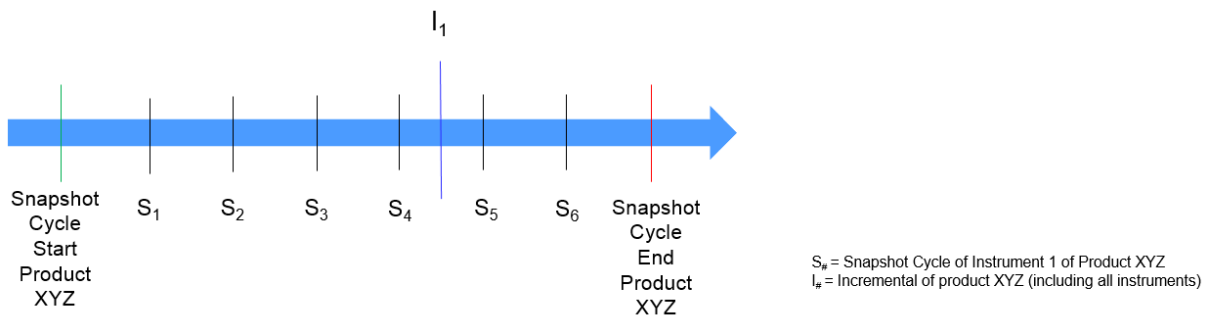 I₁
Snapshot
Cycle
Start
Product
XYZ
S₁
S₂
S₃
S₄
S₅
S₆
Snapshot
Cycle
End
Product
XYZ
S# = Snapshot Cycle of Instrument 1 of Product XYZ
I# = Incremental of product XYZ (including all instruments)